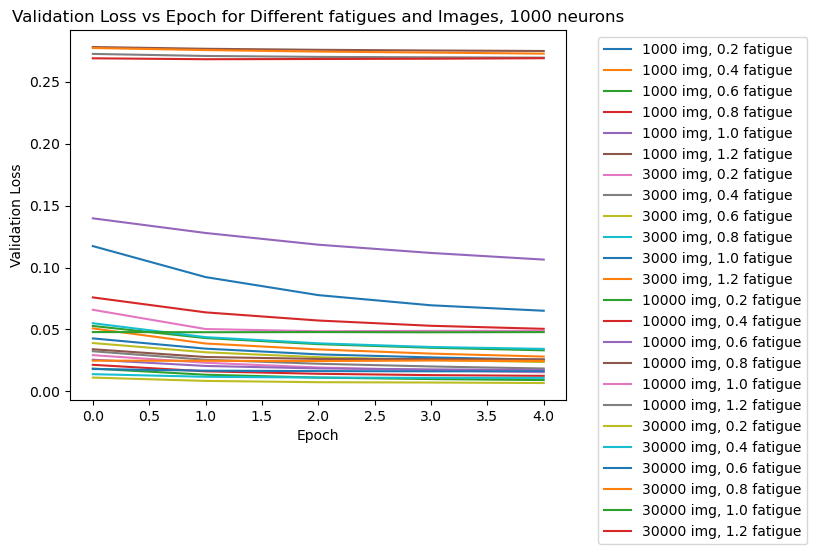 Validation Loss vs Epoch for Different fatigues and Images, 1000 neurons
Validation Loss
0.25
0.20
0.15
0.10
0.05
0.00
0.0 0.5 1.0 1.5 2.0 2.5 3.0 3.5 4.0
Epoch
1000 img, 0.2 fatigue
1000 img, 0.4 fatigue
1000 img, 0.6 fatigue
1000 img, 0.8 fatigue
1000 img, 1.0 fatigue
1000 img, 1.2 fatigue
3000 img, 0.2 fatigue
3000 img, 0.4 fatigue
3000 img, 0.6 fatigue
3000 img, 0.8 fatigue
3000 img, 1.0 fatigue
3000 img, 1.2 fatigue
10000 img, 0.2 fatigue
10000 img, 0.4 fatigue
10000 img, 0.6 fatigue
10000 img, 0.8 fatigue
10000 img, 1.0 fatigue
10000 img, 1.2 fatigue
30000 img, 0.2 fatigue
30000 img, 0.4 fatigue
30000 img, 0.6 fatigue
30000 img, 0.8 fatigue
30000 img, 1.0 fatigue
30000 img, 1.2 fatigue